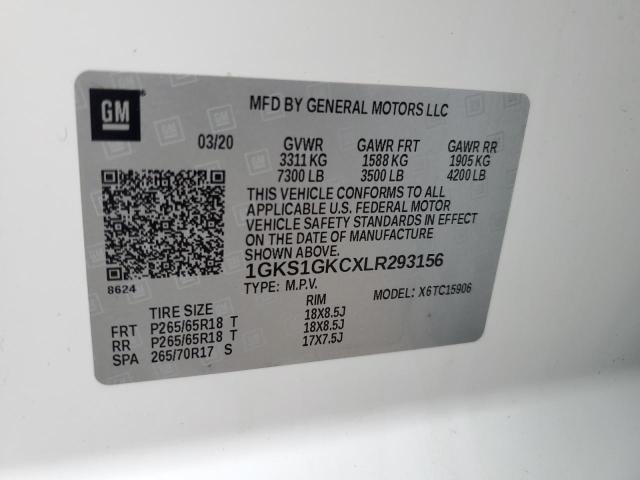 GM
MFD BY GENERAL MOTORS LLC
03/20 GVWR GAWR FRT GAWR RR
3311 KG 1588 KG 1905 KG
7300 LB 3500 LB 4200 LB
THIS VEHICLE CONFORMS TO ALL
APPLICABLE U.S. FEDERAL MOTOR
VEHICLE SAFETY STANDARDS IN EFFECT
ON THE DATE OF MANUFACTURE
SHOWN ABOVE.
1GKS1GKCXLR293156
8624
TYPE: M.P.V. MODEL: X6TC15906
TIRE SIZE RIM
FRT P265/65R18 T 18X8.5J
RR P265/65R18 T 18X8.5J
SPA 265/70R17 S 17X7.5J